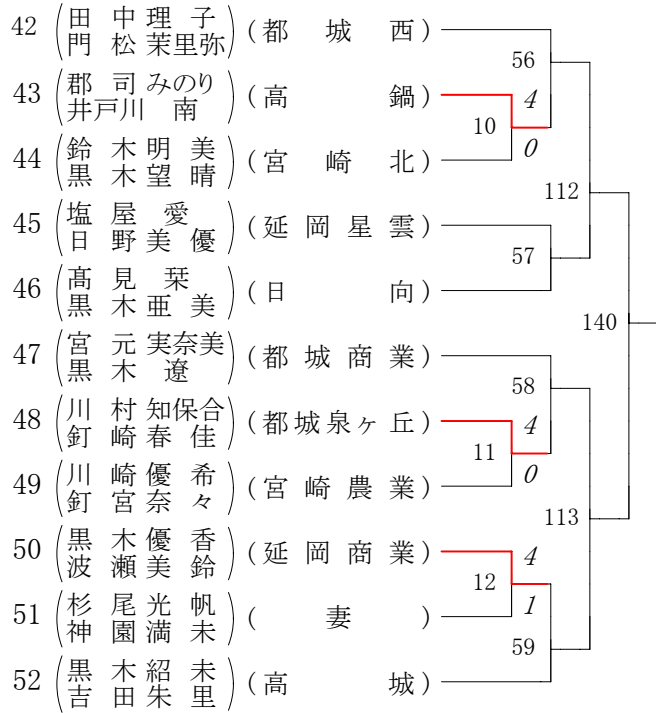 42 (田中理子 門松茉里弥) (都城西)
56
43 (郡司みのり 井戸川南) (高鍋)
4
10
0
44 (鈴木明美 黒木望晴) (宮崎北)
112
45 (塩屋愛 日野美優) (延岡星雲)
57
46 (髙見栞 黒木亜美) (日向)
140
47 (宮元実奈美 黒木遼) (都城商業)
58
48 (川村知保合 釘崎春佳) (都城泉ヶ丘)
4
11
0
49 (川崎優希 釘宮奈々) (宮崎農業)
113
50 (黒木優香 波瀬美鈴) (延岡商業)
4
12
1
51 (杉尾光帆 神園満未) (妻)
59
52 (黒木紹未 吉田朱里) (高城)